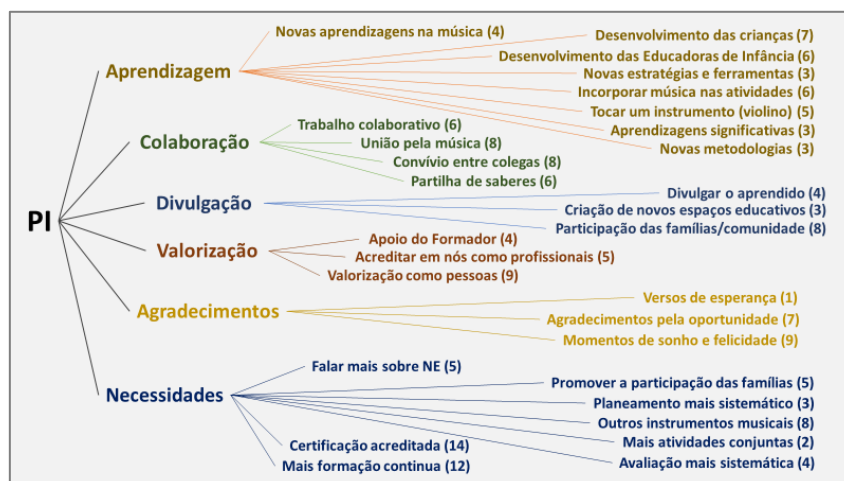 PI
Aprendizagem
Novas aprendizagens na música (4)
Desenvolvimento das crianças (7)
Desenvolvimento das Educadoras de Infância (6)
Novas estratégias e ferramentas (3)
Incorporar música nas atividades (6)
Tocar um instrumento (violino) (5)
Aprendizagens significativas (3)
Novas metodologias (3)
Colaboração
Trabalho colaborativo (6)
União pela música (8)
Convívio entre colegas (8)
Partilha de saberes (6)
Divulgação
Divulgar o aprendido (4)
Criação de novos espaços educativos (3)
Participação das famílias/comunidade (8)
Valorização
Apoio do Formador (4)
Acreditar em nós como profissionais (5)
Valorização como pessoas (9)
Agradecimentos
Versos de esperança (1)
Agradecimentos pela oportunidade (7)
Momentos de sonho e felicidade (9)
Necessidades
Falar mais sobre NE (5)
Promover a participação das famílias (5)
Planeamento mais sistemático (3)
Outros instrumentos musicais (8)
Mais atividades conjuntas (2)
Avaliação mais sistemática (4)
Certificação acreditada (14)
Mais formação continua (12)